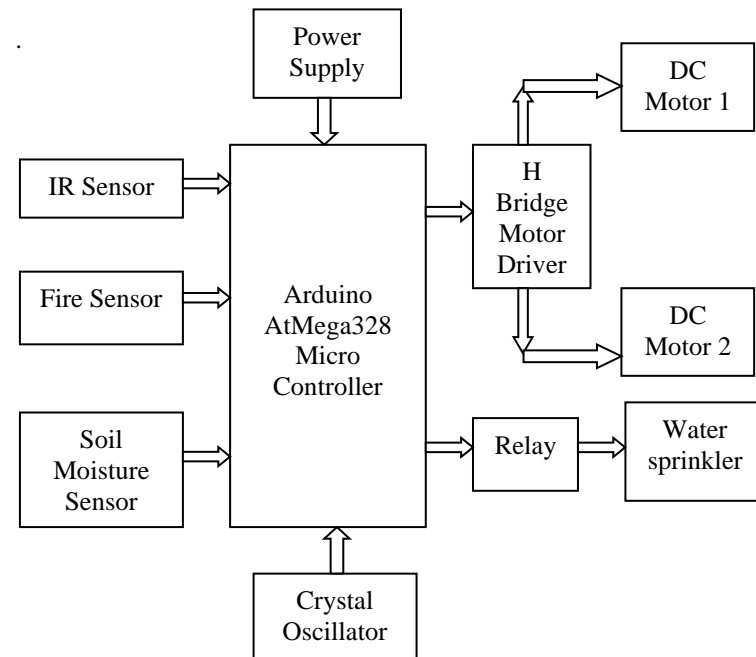 Power
Supply
DC
Motor 1
IR Sensor
H
Bridge
Motor
Driver
Fire Sensor
Arduino
AtMega328
Micro
Controller
DC
Motor 2
Soil
Moisture
Sensor
Relay
Water
sprinkler
Crystal
Oscillator